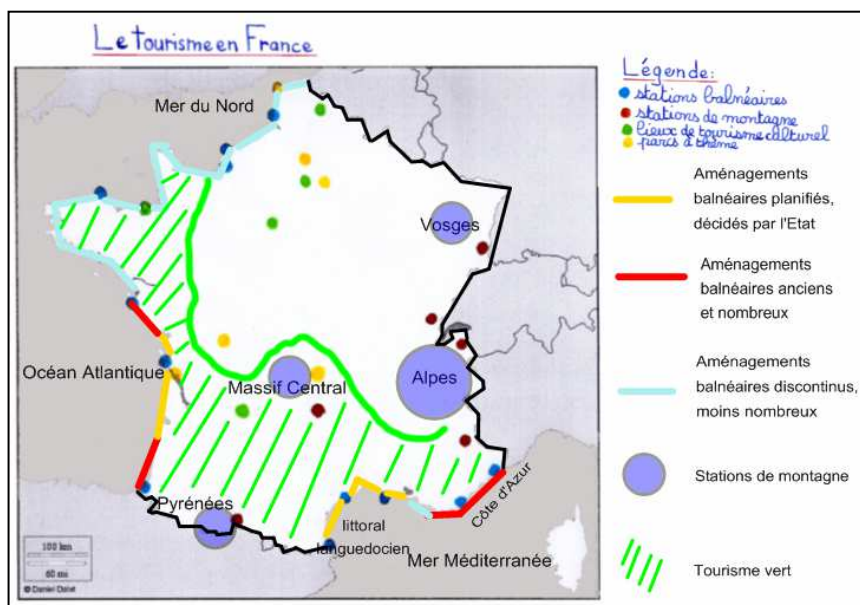 Le tourisme en France
Mer du Nord
Vosges
Océan Atlantique
Massif Central
Alpes
Pyrénées
littoral
languedocien
Côte d'Azur
Mer Méditerranée
100 km
60 mi
© Daniel Dalet
Légende:
stations balnéaires
stations de montagne
lieux de tourisme culturel
parcs à thème
Aménagements
balnéaires planifiés,
décidés par l'Etat
Aménagements
balnéaires anciens
et nombreux
Aménagements
balnéaires discontinus,
moins nombreux
Stations de montagne
Tourisme vert